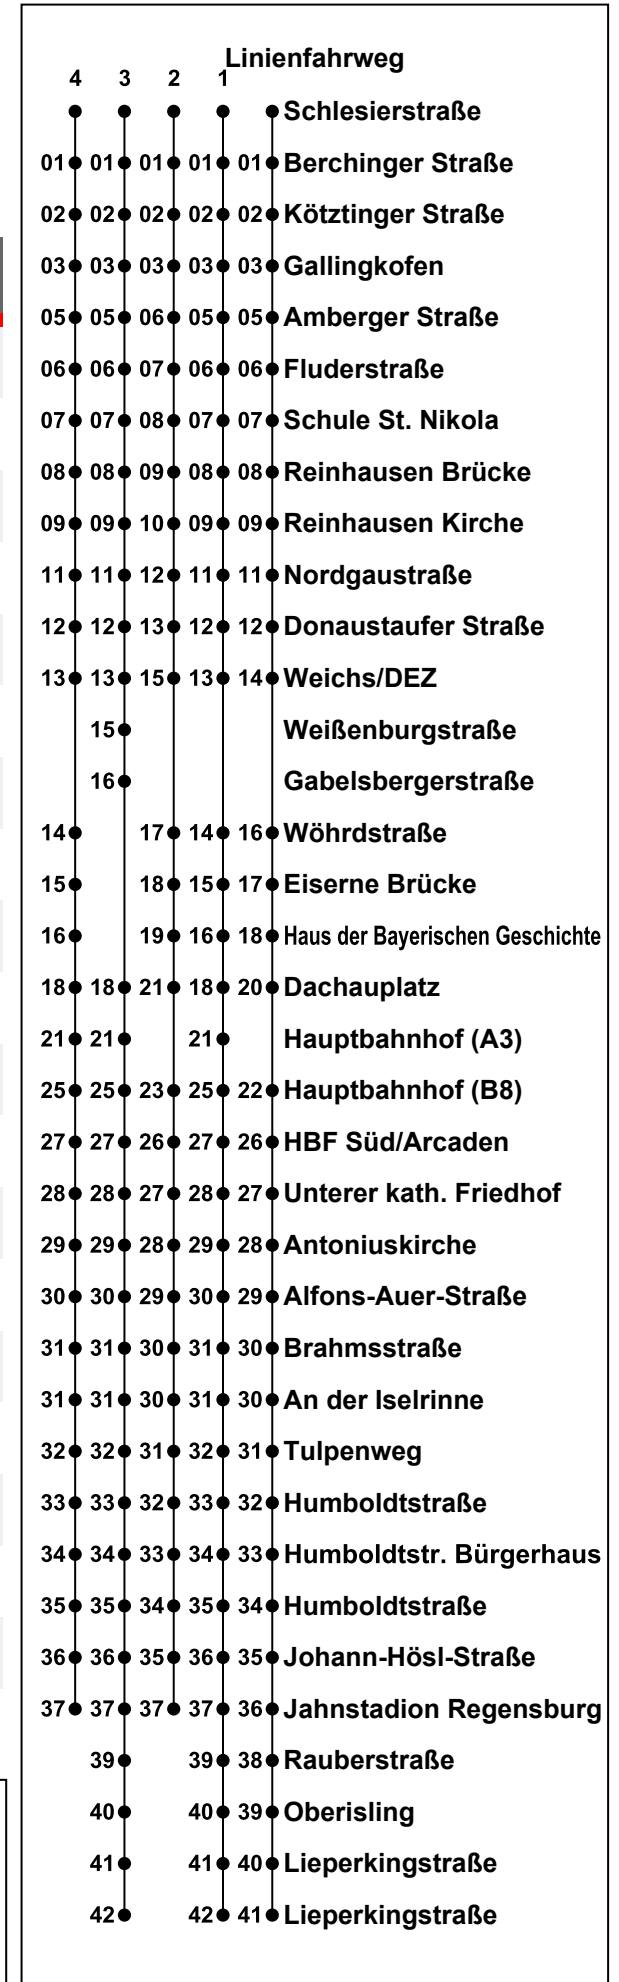 Linienfahrweg
4 3 2 1
Schlesierstraße
01 01 01 01 01 Berchinger Straße
02 02 02 02 02 Kötztinger Straße
03 03 03 03 03 Gallingkofen
05 05 06 05 05 Amberger Straße
06 06 07 06 06 Fluderstraße
07 07 08 07 07 Schule St. Nikola
08 08 09 08 08 Reinhausen Brücke
09 09 10 09 09 Reinhausen Kirche
11 11 12 11 11 Nordgaustraße
12 12 13 12 12 Donaustaufer Straße
13 13 15 13 14 Weichs/DEZ
15 Weißenburgstraße
16 Gabelsbergerstraße
14 17 14 16 Wöhrdstraße
15 18 15 17 Eiserne Brücke
16 19 16 18 Haus der Bayerischen Geschichte
18 18 21 18 20 Dachauplatz
21 21 21 Hauptbahnhof (A3)
25 25 23 25 22 Hauptbahnhof (B8)
27 27 26 27 26 HBF Süd/Arcaden
28 28 27 28 27 Unterer kath. Friedhof
29 29 28 29 28 Antoniuskirche
30 30 29 30 29 Alfons-Auer-Straße
31 31 30 31 30 Brahmsstraße
31 31 30 31 30 An der Iselrinne
32 32 31 32 31 Tulpenweg
33 33 32 33 32 Humboldtstraße
34 34 33 34 33 Humboldtstr. Bürgerhaus
35 35 34 35 34 Humboldtstraße
36 36 35 36 35 Johann-Hösl-Straße
37 37 37 37 36 Jahnstadion Regensburg
39 39 38 Rauberstraße
40 40 39 Oberisling
41 41 40 Lieperkingstraße
42 42 41 Lieperkingstraße